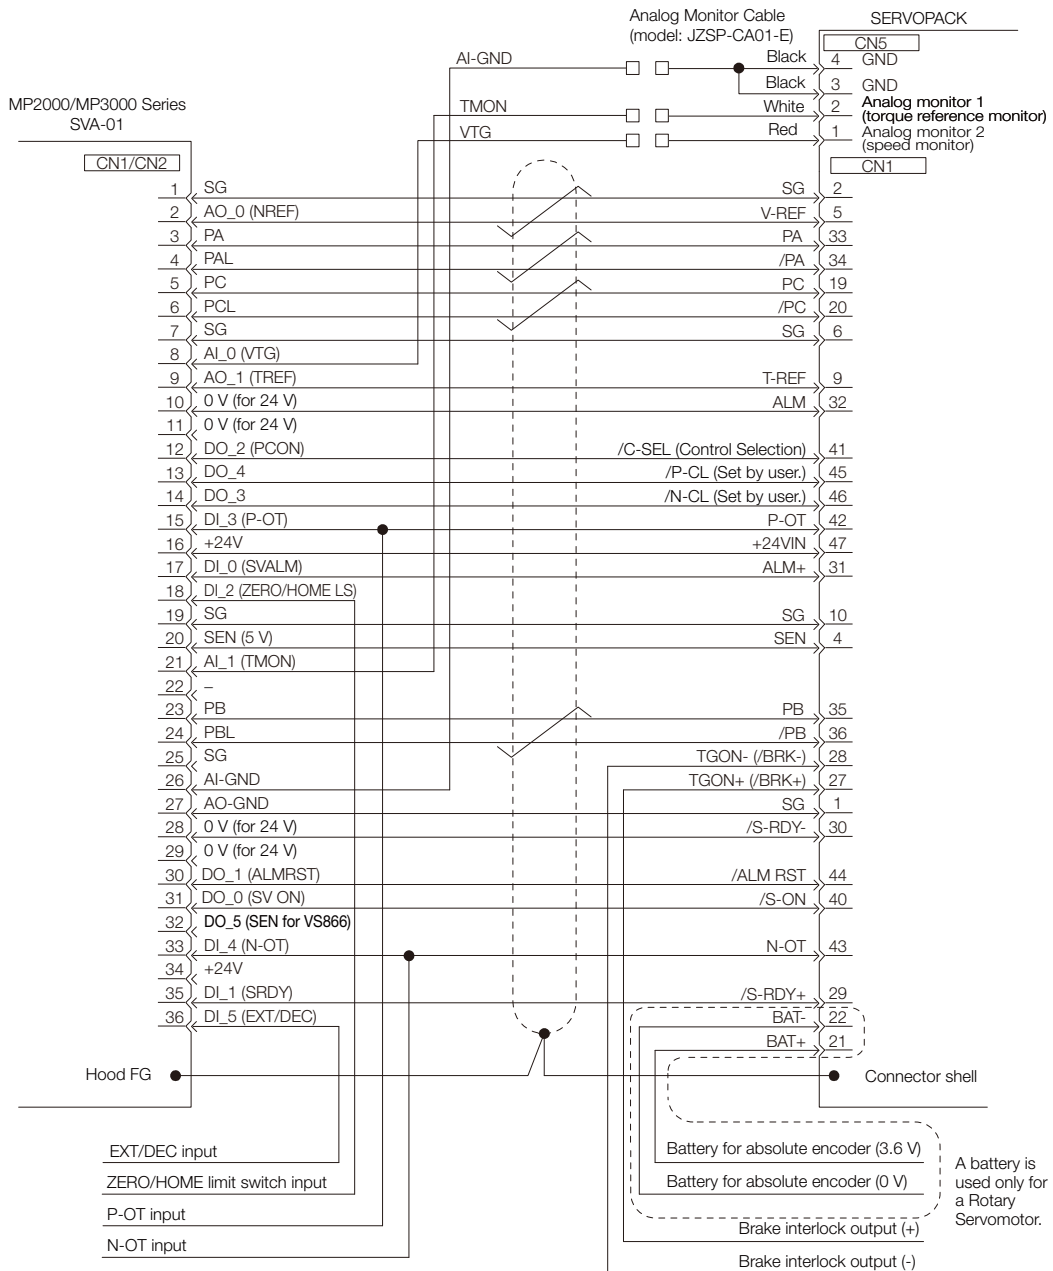 Analog Monitor Cable
(model: JZSP-CA01-E)
SERVOPACK
CN5
AI-GND
Black
4
GND
Black
3
GND
MP2000/MP3000 Series
SVA-01
TMON
White
2
Analog monitor 1
(torque reference monitor)
VTG
Red
1
Analog monitor 2
(speed monitor)
CN1/CN2
CN1
1 SG SG 2
2 AO_0 (NREF) V-REF 5
3 PA PA 33
4 PAL /PA 34
5 PC PC 19
6 PCL /PC 20
7 SG SG 6
8 AI_0 (VTG)
9 AO_1 (TREF) T-REF 9
10 0 V (for 24 V) ALM 32
11 0 V (for 24 V)
12 DO_2 (PCON) /C-SEL (Control Selection) 41
13 DO_4 /P-CL (Set by user.) 45
14 DO_3 /N-CL (Set by user.) 46
15 DI_3 (P-OT) P-OT 42
16 +24V +24VIN 47
17 DI_0 (SVALM) ALM+ 31
18 DI_2 (ZERO/HOME LS)
19 SG SG 10
20 SEN (5 V) SEN 4
21 AI_1 (TMON)
22 –
23 PB PB 35
24 PBL /PB 36
25 SG TGON- (/BRK-) 28
26 AI-GND TGON+ (/BRK+) 27
27 AO-GND SG 1
28 0 V (for 24 V) /S-RDY- 30
29 0 V (for 24 V)
30 DO_1 (ALMRST) /ALM RST 44
31 DO_0 (SV ON) /S-ON 40
32 DO_5 (SEN for VS866)
33 DI_4 (N-OT) N-OT 43
34 +24V
35 DI_1 (SRDY) /S-RDY+ 29
36 DI_5 (EXT/DEC) BAT- 22
BAT+ 21
Hood FG
Connector shell
EXT/DEC input
Battery for absolute encoder (3.6 V)
ZERO/HOME limit switch input
Battery for absolute encoder (0 V)
A battery is
used only for
a Rotary
Servomotor.
P-OT input
Brake interlock output (+)
N-OT input
Brake interlock output (-)